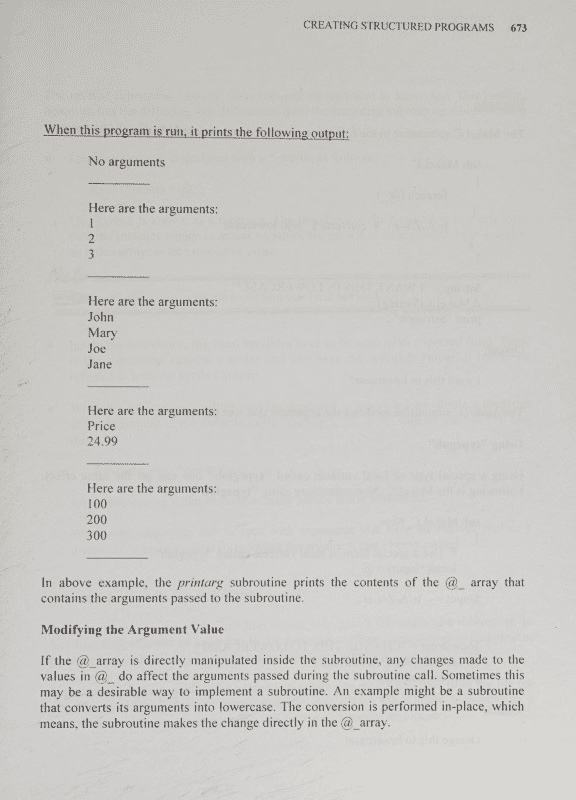 CREATING STRUCTURED PROGRAMS 673
When this program is run, it prints the following output:
No arguments
Here are the arguments:
1
2
3
Here are the arguments:
John
Mary
Joe
Jane
Here are the arguments:
Price
24.99
Here are the arguments:
100
200
300
In above example, the printarg subroutine prints the contents of the @_ array that
contains the arguments passed to the subroutine.
Modifying the Argument Value
If the @_array is directly manipulated inside the subroutine, any changes made to the
values in @_ do affect the arguments passed during the subroutine call. Sometimes this
may be a desirable way to implement a subroutine. An example might be a subroutine
that converts its arguments into lowercase. The conversion is performed in-place, which
means, the subroutine makes the change directly in the @_array.